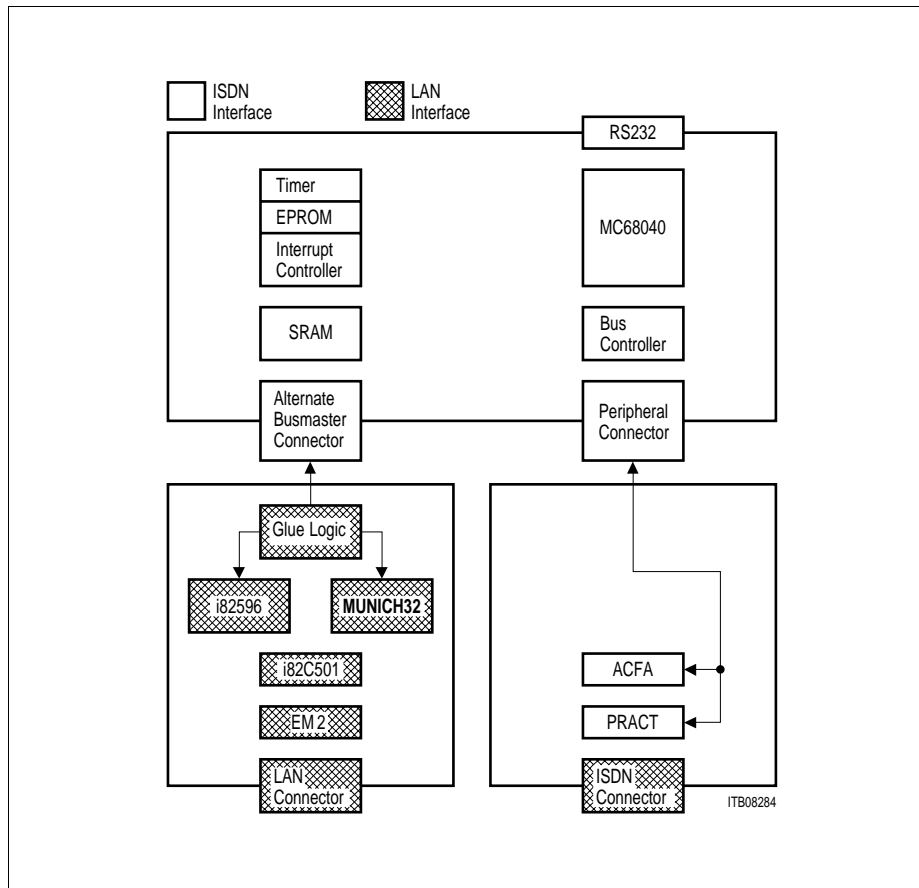 ISDN
Interface
LAN
Interface
RS232
Timer
EPROM
Interrupt
Controller
MC68040
SRAM
Bus
Controller
Alternate
Busmaster
Connector
Peripheral
Connector
Glue Logic
i82596
MUNICH32
i82C501
EM 2
LAN
Connector
ACFA
PRACT
ISDN
Connector
ITB08284